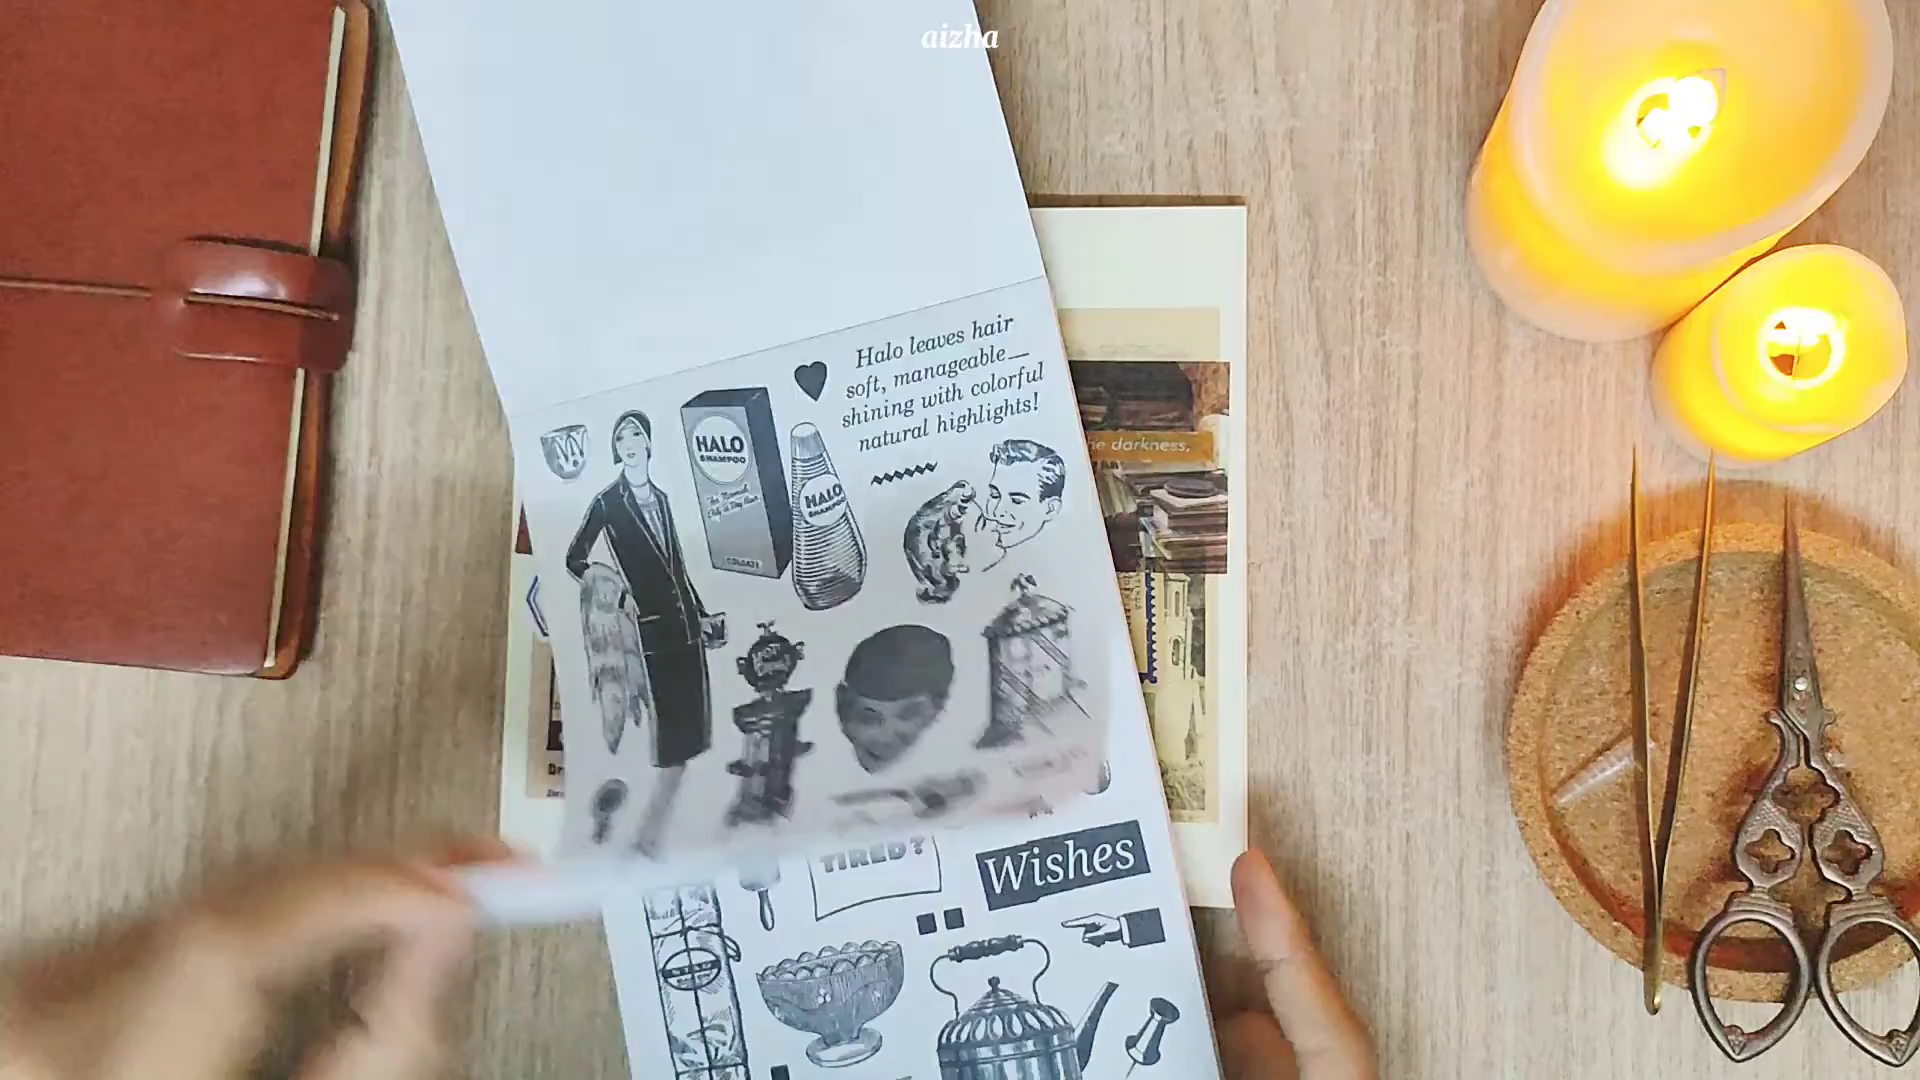 aizha
Halo leaves hair
soft, manageable—
shining with colorful
natural highlights!
HALO
SHAMPOO
COLGATE
HALO
SHAMPOO
he darkness,
TIRED?
Wishes